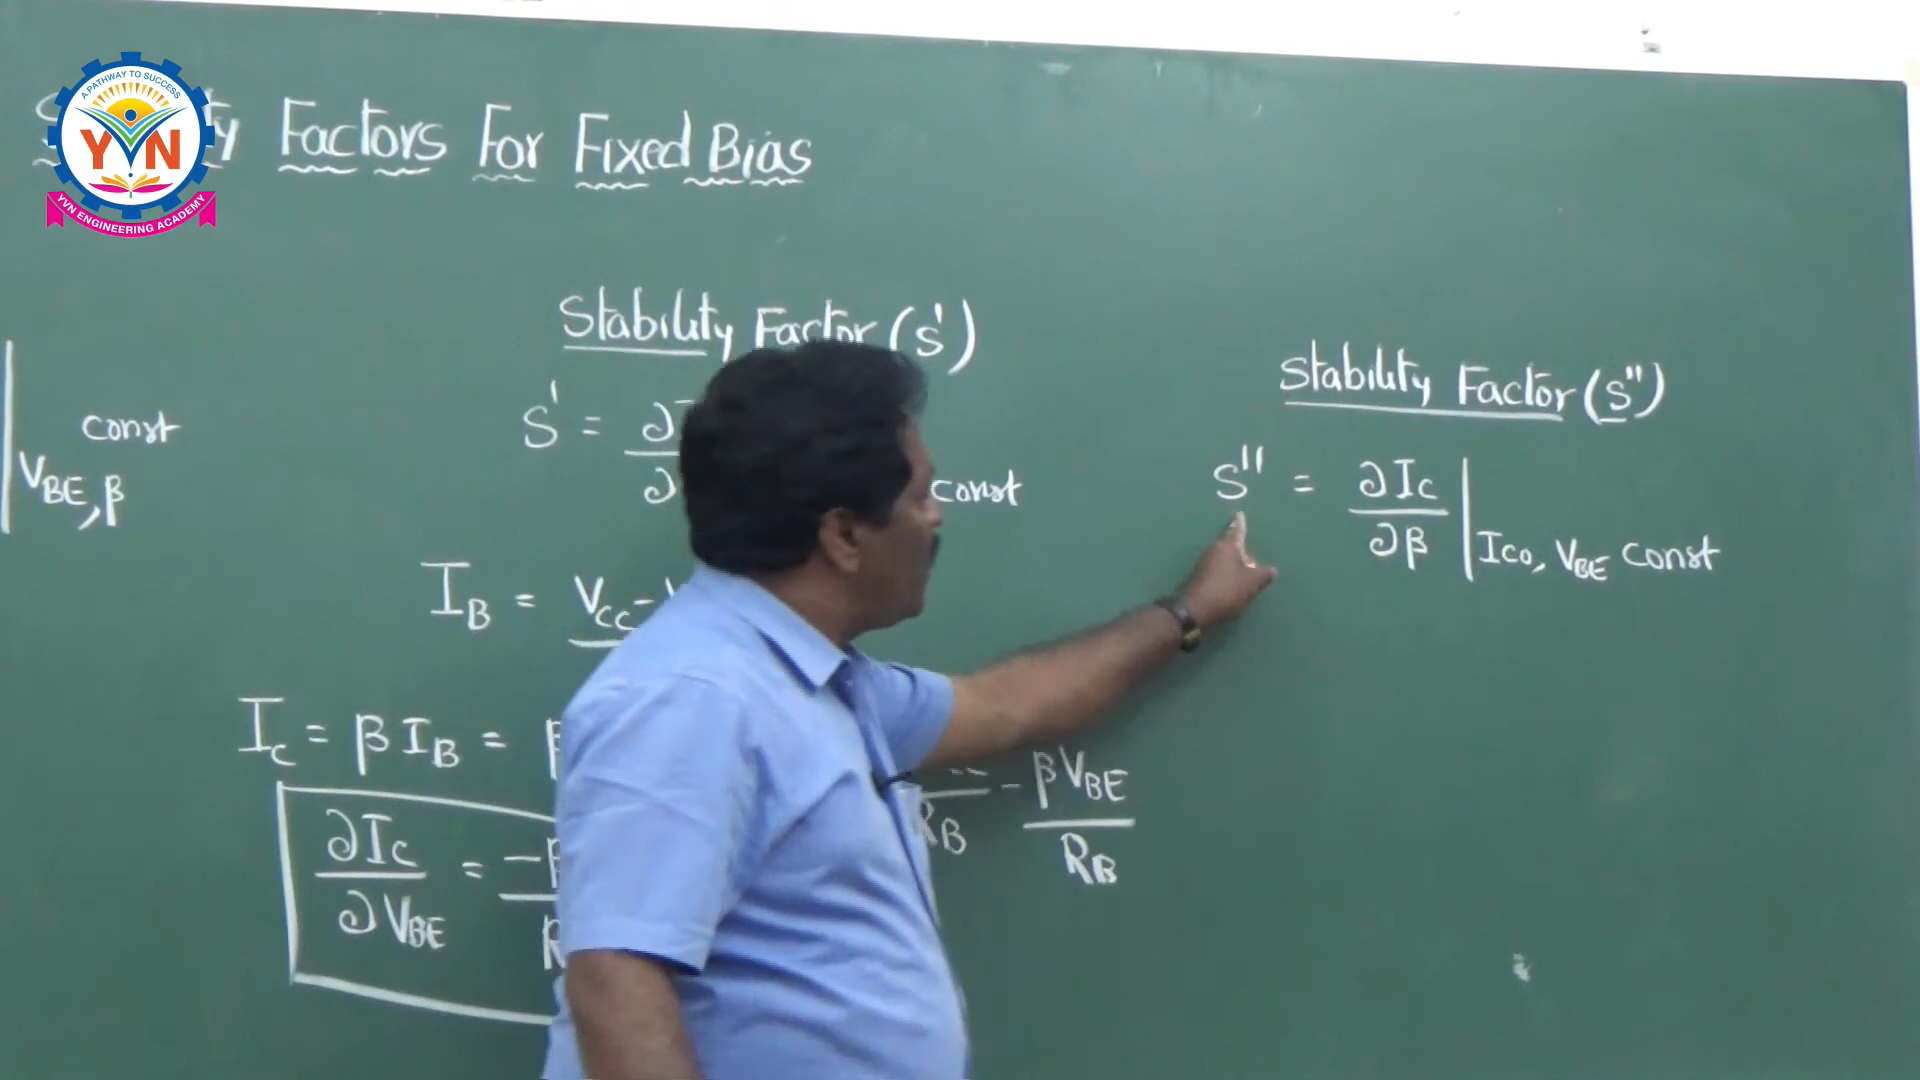 A PATHWAY TO SUCCESS
YVN
YVN ENGINEERING ACADEMY
Factors For Fixed Bias
const
V_BE, β
Stability Factor (S')
S' = ∂
∂
const
I_B = V_CC -
I_C = β I_B =
R_B - βV_BE / R_B
∂I_C / ∂V_BE = -
Stability Factor (S'')
S'' = ∂I_C / ∂β | I_CO, V_BE const